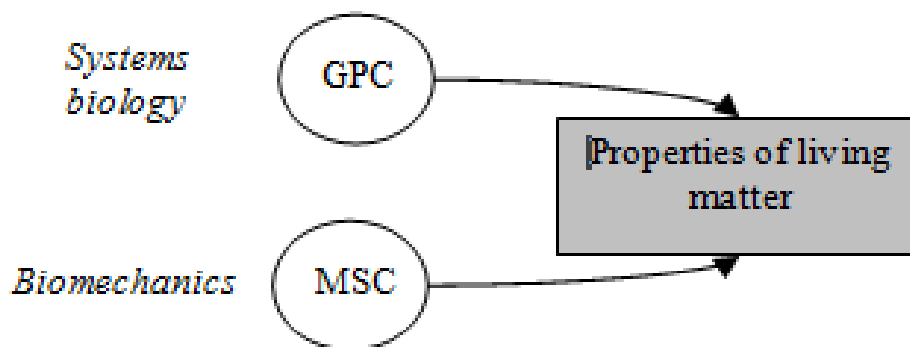 Systems
biology
GPC
Properties of living
matter
Biomechanics
MSC